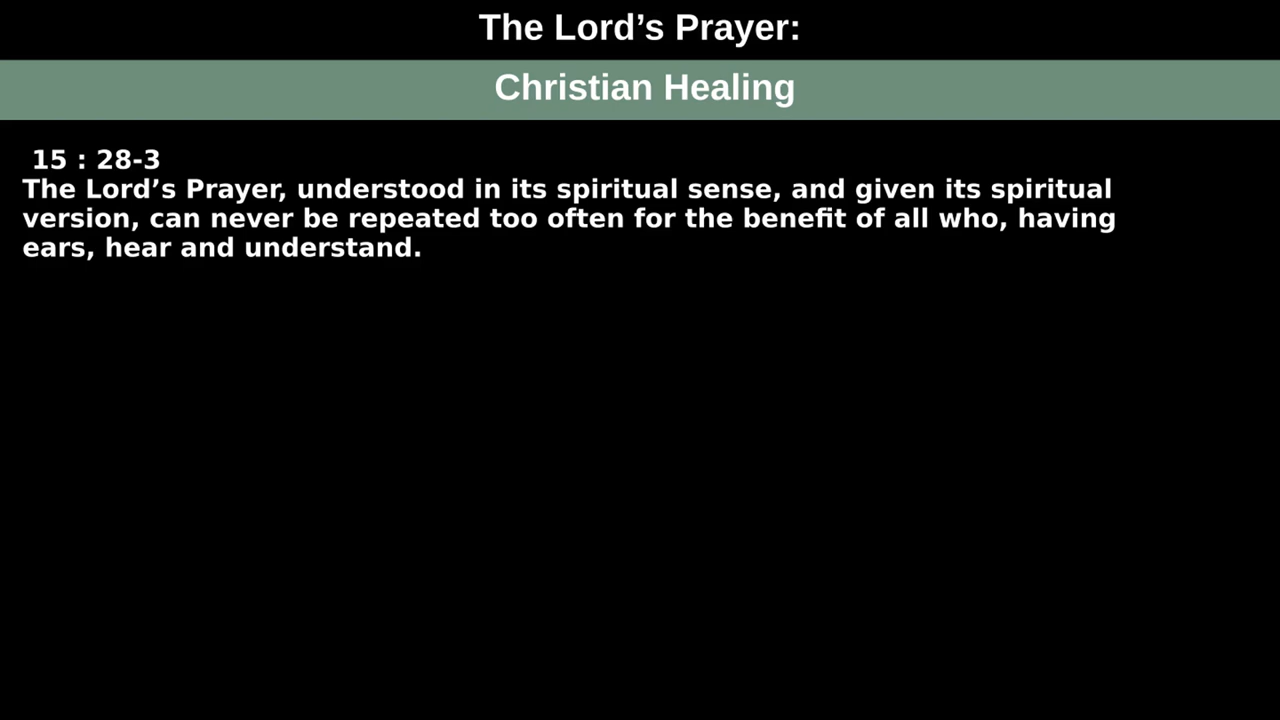 The Lord’s Prayer:
Christian Healing
15 : 28-3
The Lord’s Prayer, understood in its spiritual sense, and given its spiritual
version, can never be repeated too often for the benefit of all who, having
ears, hear and understand.